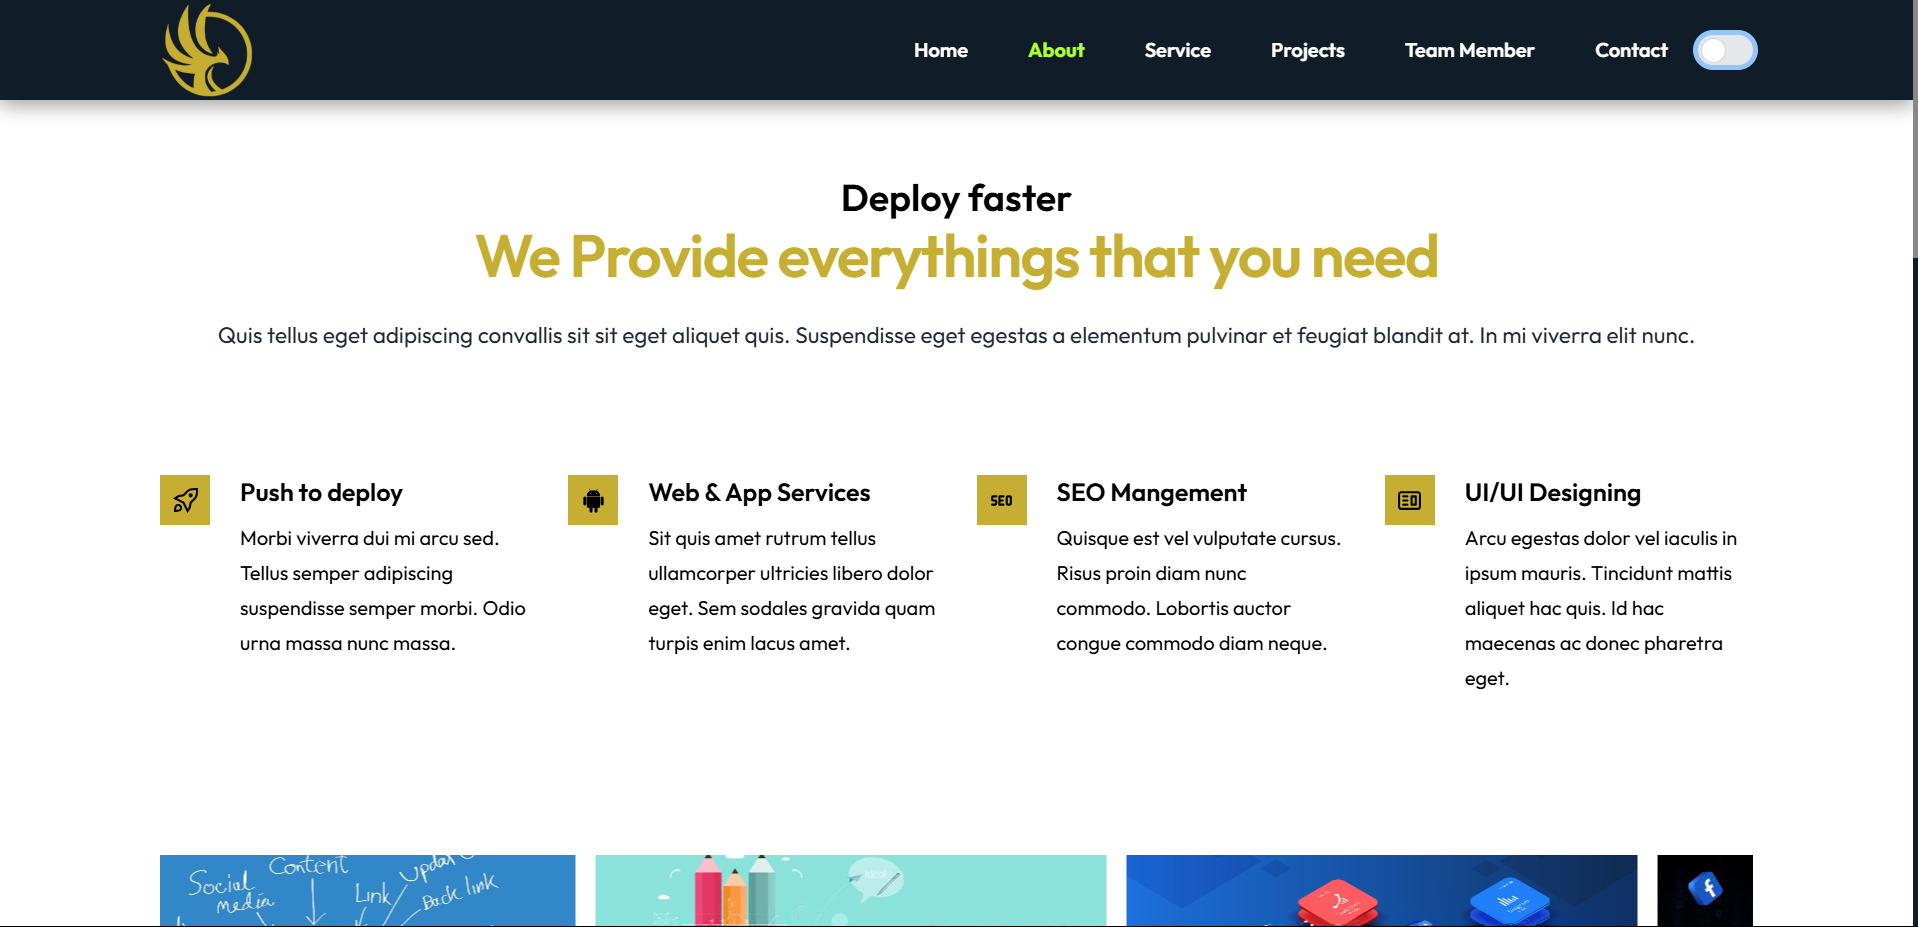 Home About Service Projects Team Member Contact
Deploy faster
We Provide everythings that you need
Quis tellus eget adipiscing convallis sit sit eget aliquet quis. Suspendisse eget egestas a elementum pulvinar et feugiat blandit at. In mi viverra elit nunc.
Push to deploy
Morbi viverra dui mi arcu sed.
Tellus semper adipiscing
suspendisse semper morbi. Odio
urna massa nunc massa.
Web & App Services
Sit quis amet rutrum tellus
ullamcorper ultricies libero dolor
eget. Sem sodales gravida quam
turpis enim lacus amet.
SEO
SEO Mangement
Quisque est vel vulputate cursus.
Risus proin diam nunc
commodo. Lobortis auctor
congue commodo diam neque.
UI/UI Designing
Arcu egestas dolor vel iaculis in
ipsum mauris. Tincidunt mattis
aliquet hac quis. Id hac
maecenas ac donec pharetra
eget.
Content
Social
media
Link
Back link
Idea!